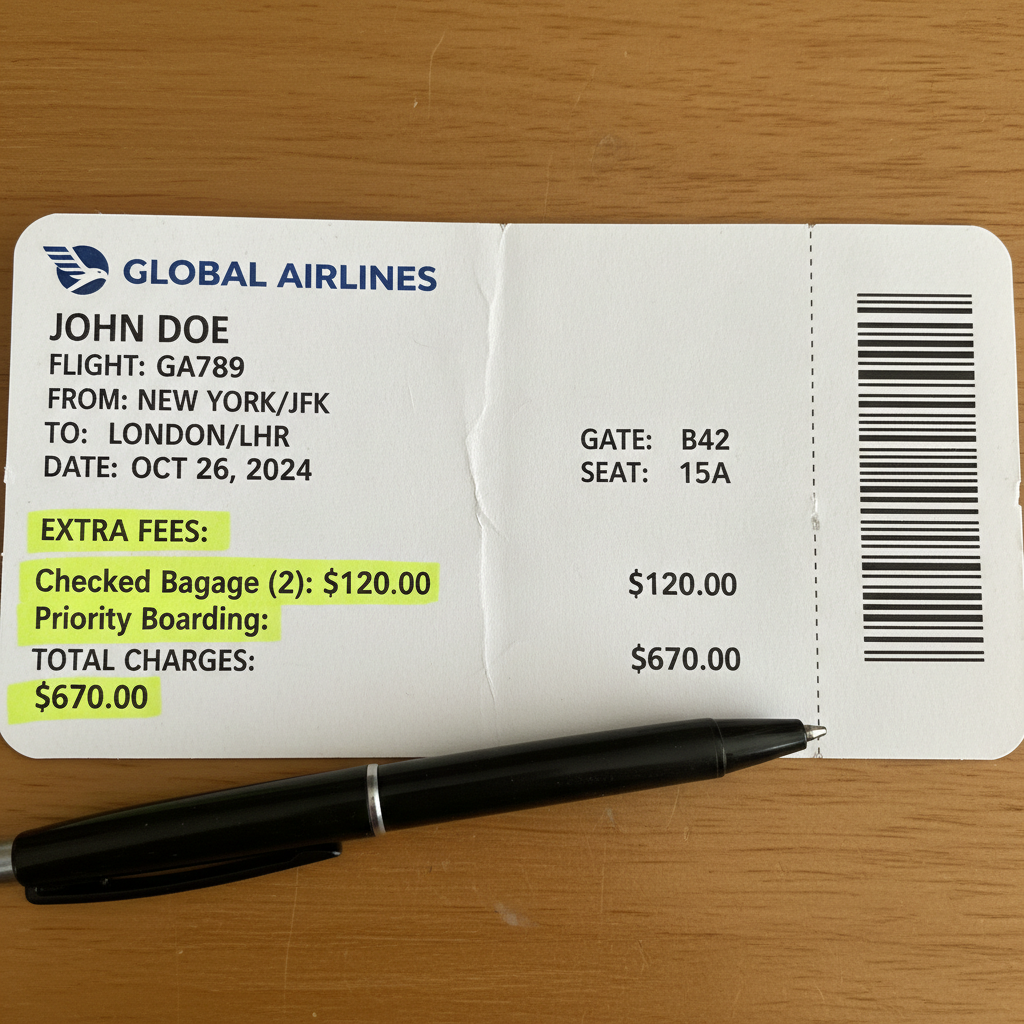 GLOBAL AIRLINES
JOHN DOE
FLIGHT: GA789
FROM: NEW YORK/JFK
TO: LONDON/LHR
DATE: OCT 26, 2024
GATE: B42
SEAT: 15A
EXTRA FEES:
Checked Bagage (2): $120.00 $120.00
Priority Boarding:
TOTAL CHARGES: $670.00
$670.00